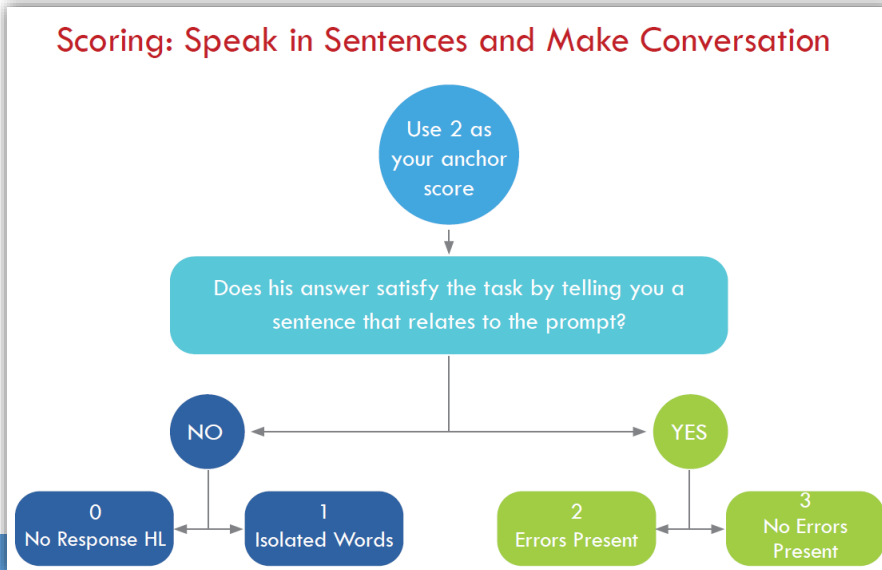 Scoring: Speak in Sentences and Make Conversation
Use 2 as
your anchor
score
Does his answer satisfy the task by telling you a
sentence that relates to the prompt?
NO
YES
0
No Response HL
1
Isolated Words
2
Errors Present
3
No Errors
Present